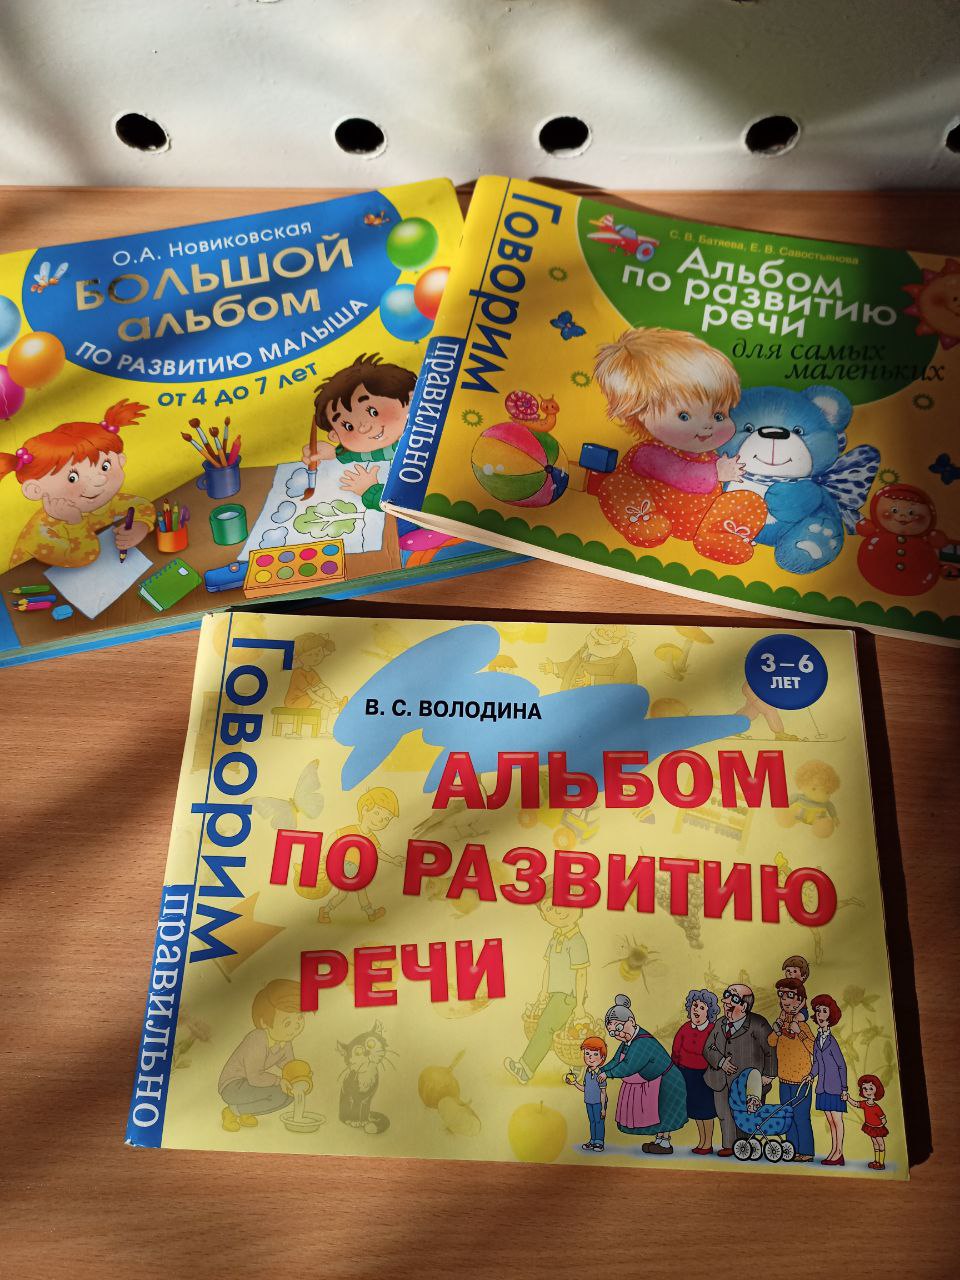 О.А. Новиковская
БОЛЬШОЙ
альбом
ПО РАЗВИТИЮ МАЛЫША
от 4 до 7 лет
Говорим
правильно
С. В. Батяева, Е. В. Савостьянова
Альбом
по развитию
речи
для самых
маленьких
Говорим
правильно
3–6
ЛЕТ
В. С. ВОЛОДИНА
АЛЬБОМ
ПО РАЗВИТИЮ
РЕЧИ